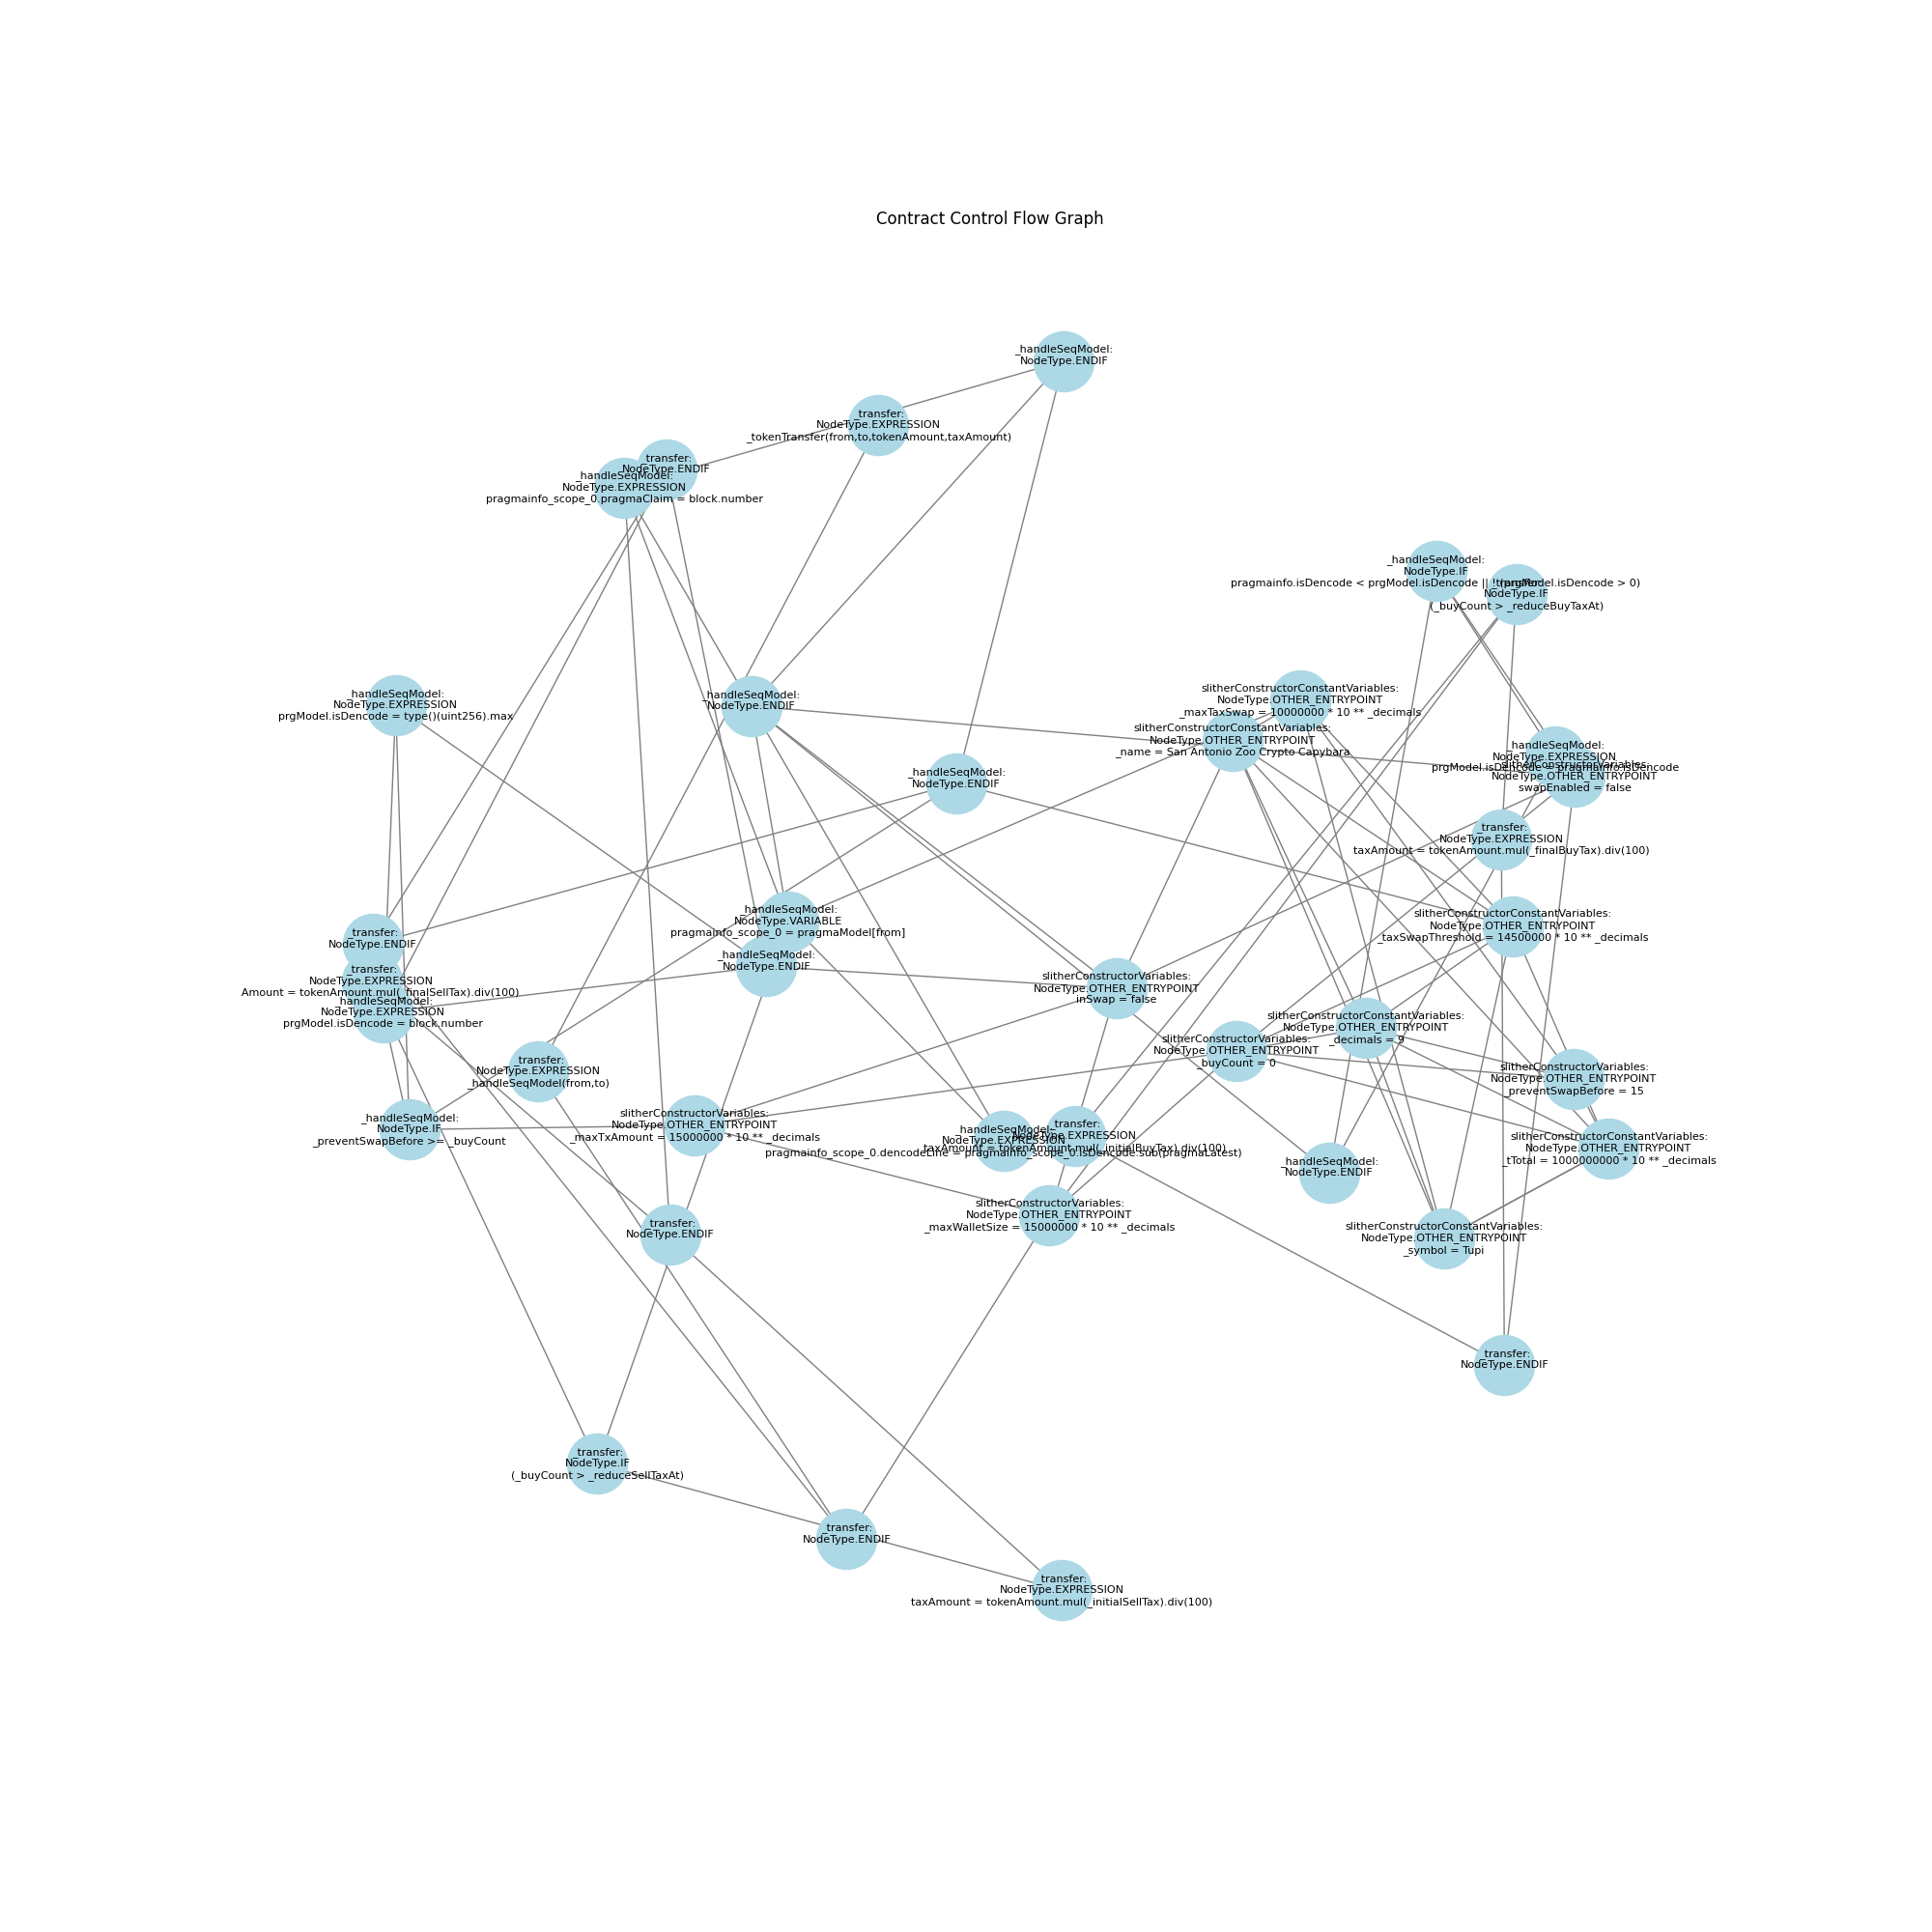 Contract Control Flow Graph
_handleSeqModel:
NodeType.ENDIF
_transfer:
NodeType.EXPRESSION
_tokenTransfer(from,to,tokenAmount,taxAmount)
_transfer:
NodeType.ENDIF
_handleSeqModel:
NodeType.EXPRESSION
pragmainfo_scope_0.pragmaClaim = block.number
_handleSeqModel:
NodeType.IF
pragmainfo.isDencode < prgModel.isDencode || !(prgModel.isDencode > 0)
_transfer:
NodeType.IF
(_buyCount > _reduceBuyTaxAt)
_handleSeqModel:
NodeType.EXPRESSION
prgModel.isDencode = type()(uint256).max
_handleSeqModel:
NodeType.ENDIF
slitherConstructorConstantVariables:
NodeType.OTHER_ENTRYPOINT
_maxTaxSwap = 10000000 * 10 ** _decimals
slitherConstructorConstantVariables:
NodeType.OTHER_ENTRYPOINT
_name = San Antonio Zoo Crypto Capybara
_handleSeqModel:
NodeType.EXPRESSION
prgModel.isDencode = pragmainfo.isDencode
slitherConstructorVariables:
NodeType.OTHER_ENTRYPOINT
swapEnabled = false
_handleSeqModel:
NodeType.ENDIF
_transfer:
NodeType.EXPRESSION
taxAmount = tokenAmount.mul(_finalBuyTax).div(100)
_handleSeqModel:
NodeType.VARIABLE
pragmainfo_scope_0 = pragmaModel[from]
slitherConstructorConstantVariables:
NodeType.OTHER_ENTRYPOINT
_taxSwapThreshold = 14500000 * 10 ** _decimals
_transfer:
NodeType.ENDIF
_handleSeqModel:
NodeType.ENDIF
_transfer:
NodeType.EXPRESSION
Amount = tokenAmount.mul(_finalSellTax).div(100)
_handleSeqModel:
NodeType.EXPRESSION
prgModel.isDencode = block.number
slitherConstructorVariables:
NodeType.OTHER_ENTRYPOINT
inSwap = false
slitherConstructorConstantVariables:
NodeType.OTHER_ENTRYPOINT
_decimals = 9
slitherConstructorVariables:
NodeType.OTHER_ENTRYPOINT
_buyCount = 0
_transfer:
NodeType.EXPRESSION
_handleSeqModel(from,to)
slitherConstructorVariables:
NodeType.OTHER_ENTRYPOINT
_preventSwapBefore = 15
_handleSeqModel:
NodeType.IF
_preventSwapBefore >= _buyCount
slitherConstructorVariables:
NodeType.OTHER_ENTRYPOINT
_maxTxAmount = 15000000 * 10 ** _decimals
_handleSeqModel:
NodeType.EXPRESSION
pragmainfo_scope_0.dencodeLine = pragmainfo_scope_0.isDencode.sub(pragmaLatest)
_transfer:
NodeType.EXPRESSION
taxAmount = tokenAmount.mul(_initialBuyTax).div(100)
slitherConstructorConstantVariables:
NodeType.OTHER_ENTRYPOINT
_tTotal = 1000000000 * 10 ** _decimals
_handleSeqModel:
NodeType.ENDIF
slitherConstructorVariables:
NodeType.OTHER_ENTRYPOINT
_maxWalletSize = 15000000 * 10 ** _decimals
_transfer:
NodeType.ENDIF
slitherConstructorConstantVariables:
NodeType.OTHER_ENTRYPOINT
_symbol = Tupi
_transfer:
NodeType.ENDIF
_transfer:
NodeType.IF
(_buyCount > _reduceSellTaxAt)
_transfer:
NodeType.ENDIF
_transfer:
NodeType.EXPRESSION
taxAmount = tokenAmount.mul(_initialSellTax).div(100)